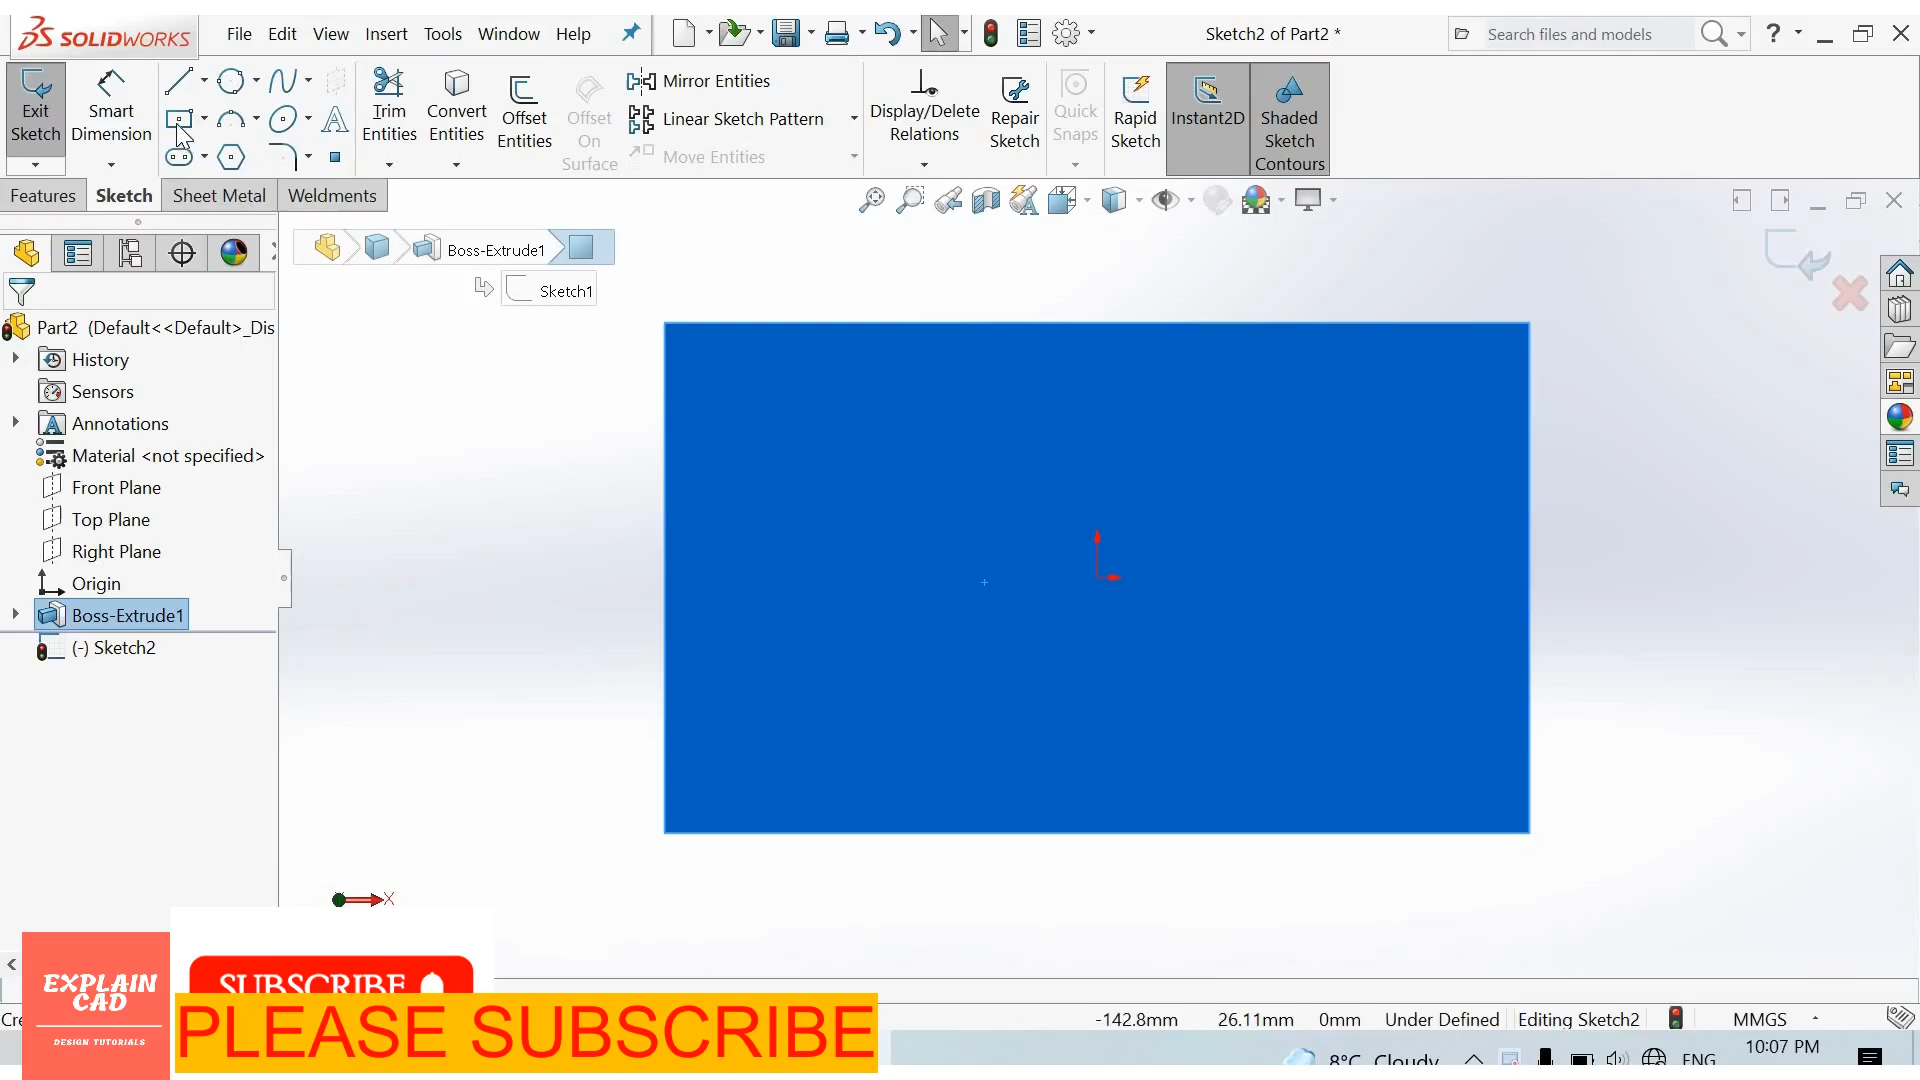 SOLIDWORKS File Edit View Insert Tools Window Help Sketch2 of Part2 * Search files and models ?
Exit Sketch
Smart Dimension
Trim Entities
Convert Entities
Offset Entities
Offset On Surface
Mirror Entities
Linear Sketch Pattern
Move Entities
Display/Delete Relations
Repair Sketch
Quick Snaps
Rapid Sketch
Instant2D
Shaded Sketch Contours
Features Sketch Sheet Metal Weldments
Boss-Extrude1
Sketch1
Part2 (Default<<Default>_Dis
History
Sensors
Annotations
Material <not specified>
Front Plane
Top Plane
Right Plane
Origin
Boss-Extrude1
(-) Sketch2
X
EXPLAIN
CAD
DESIGN TUTORIALS
SUBSCRIBE
PLEASE SUBSCRIBE
-142.8mm 26.11mm 0mm Under Defined Editing Sketch2 MMGS
8°C Cloudy ENG 10:07 PM